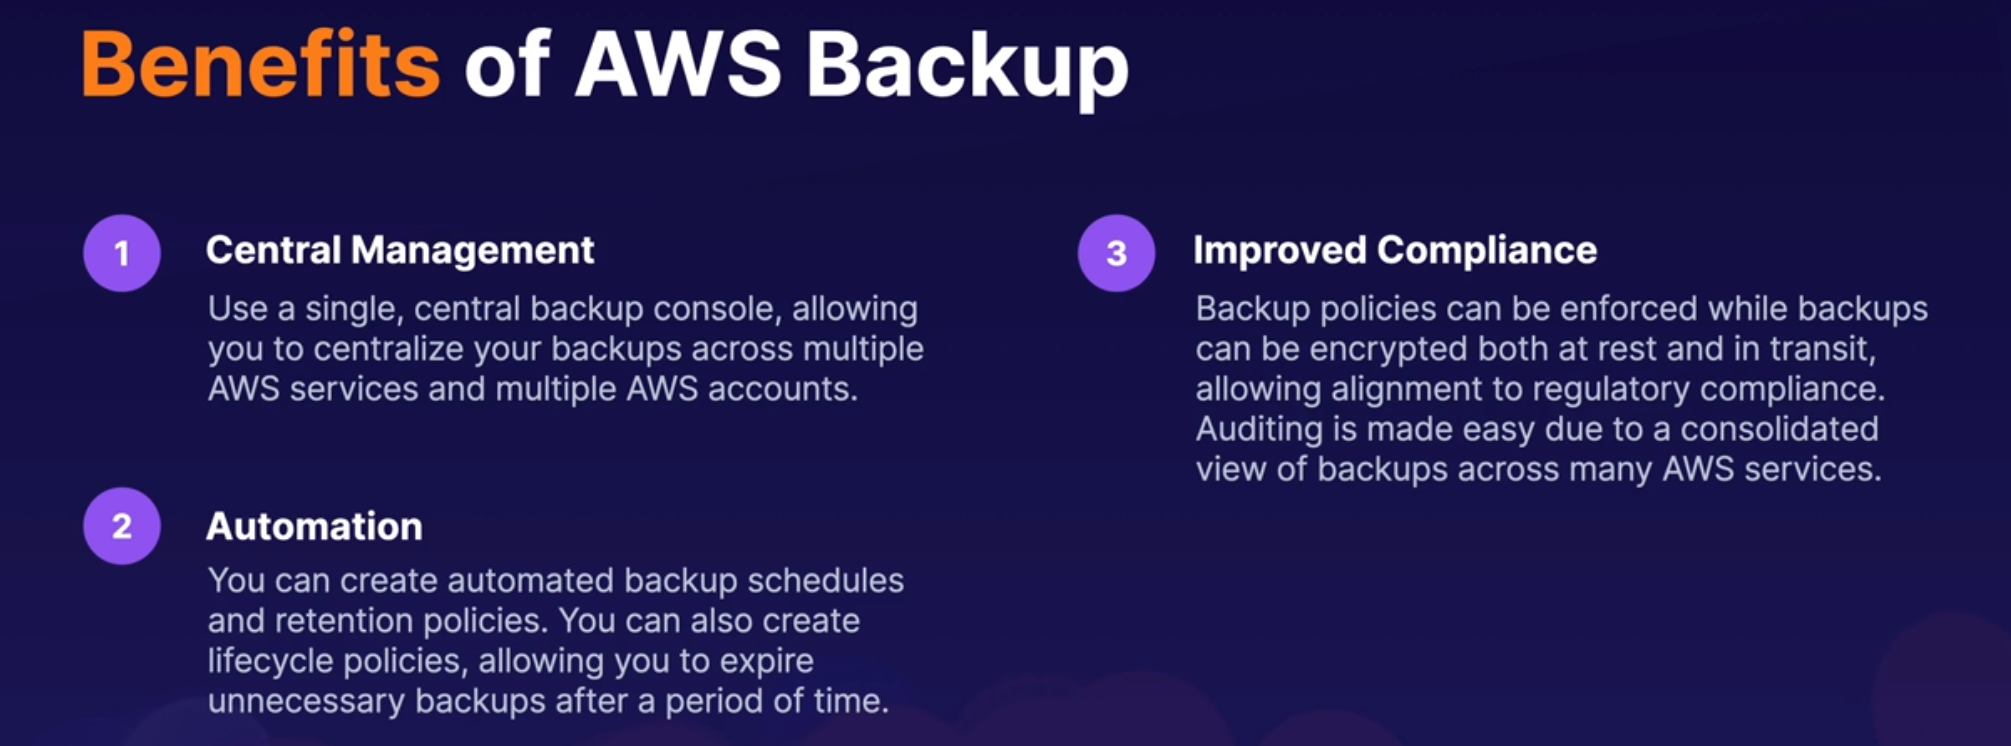 Benefits of AWS Backup
1
Central Management
Use a single, central backup console, allowing
you to centralize your backups across multiple
AWS services and multiple AWS accounts.
2
Automation
You can create automated backup schedules
and retention policies. You can also create
lifecycle policies, allowing you to expire
unnecessary backups after a period of time.
3
Improved Compliance
Backup policies can be enforced while backups
can be encrypted both at rest and in transit,
allowing alignment to regulatory compliance.
Auditing is made easy due to a consolidated
view of backups across many AWS services.